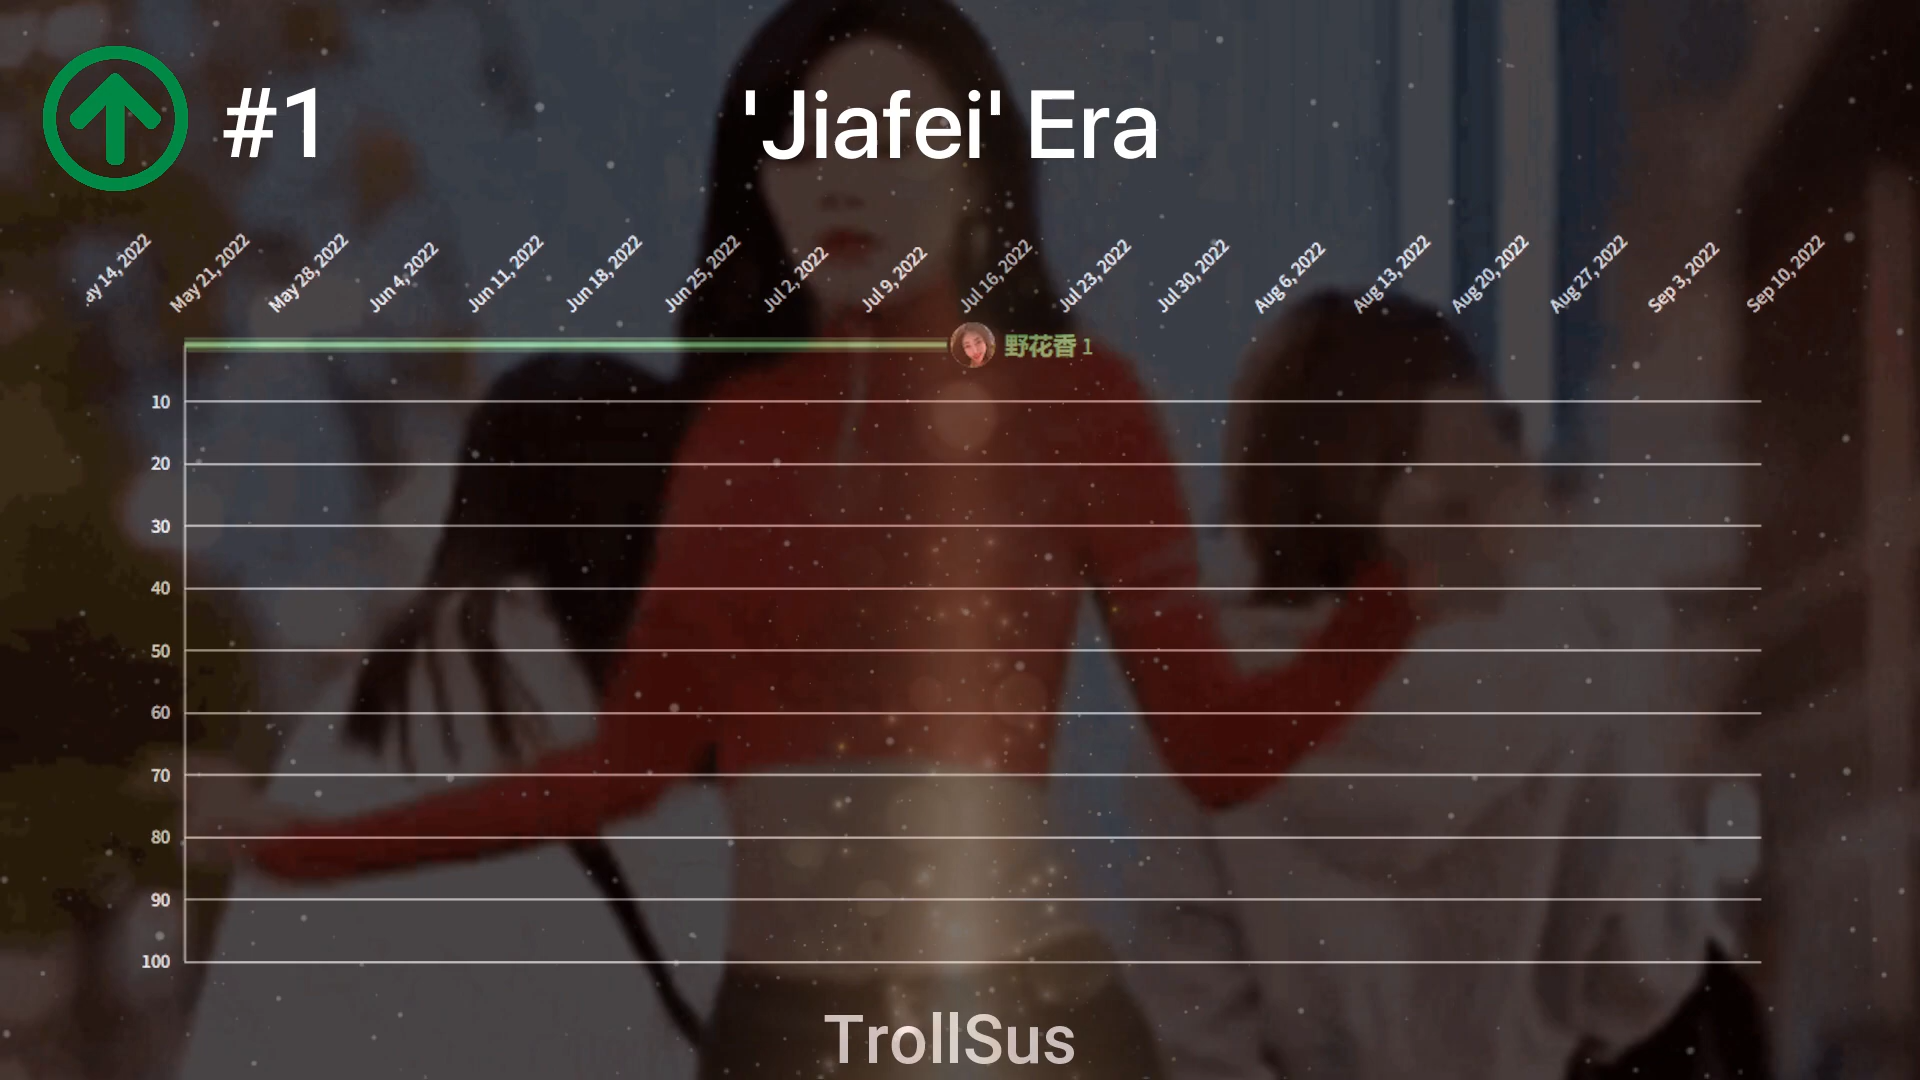 #1
'Jiafei' Era
ay 14, 2022
May 21, 2022
May 28, 2022
Jun 4, 2022
Jun 11, 2022
Jun 18, 2022
Jun 25, 2022
Jul 2, 2022
Jul 9, 2022
Jul 16, 2022
Jul 23, 2022
Jul 30, 2022
Aug 6, 2022
Aug 13, 2022
Aug 20, 2022
Aug 27, 2022
Sep 3, 2022
Sep 10, 2022
野花香 1
10
20
30
40
50
60
70
80
90
100
TrollSus